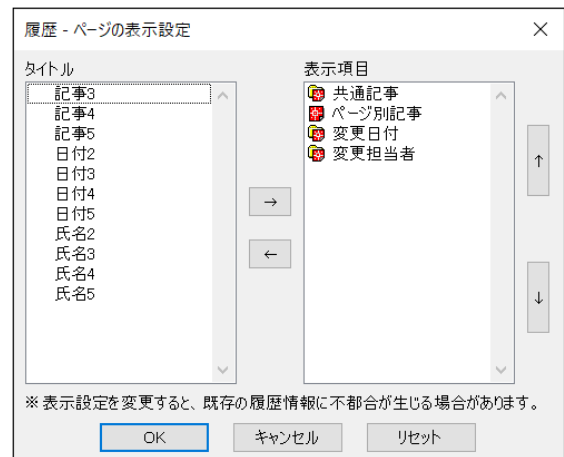 履歴 - ページの表示設定
タイトル
記事3
記事4
記事5
日付2
日付3
日付4
日付5
氏名2
氏名3
氏名4
氏名5
→
←
表示項目
共通記事
ページ別記事
変更日付
変更担当者
↑
↓
※ 表示設定を変更すると、既存の履歴情報に不都合が生じる場合があります。
OK
キャンセル
リセット